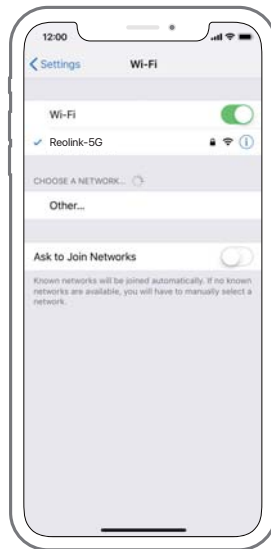 12:00
Settings Wi-Fi
Wi-Fi
Reolink-5G
CHOOSE A NETWORK...
Other...
Ask to Join Networks
Known networks will be joined automatically. If no known
networks are available, you will have to manually select a
network.